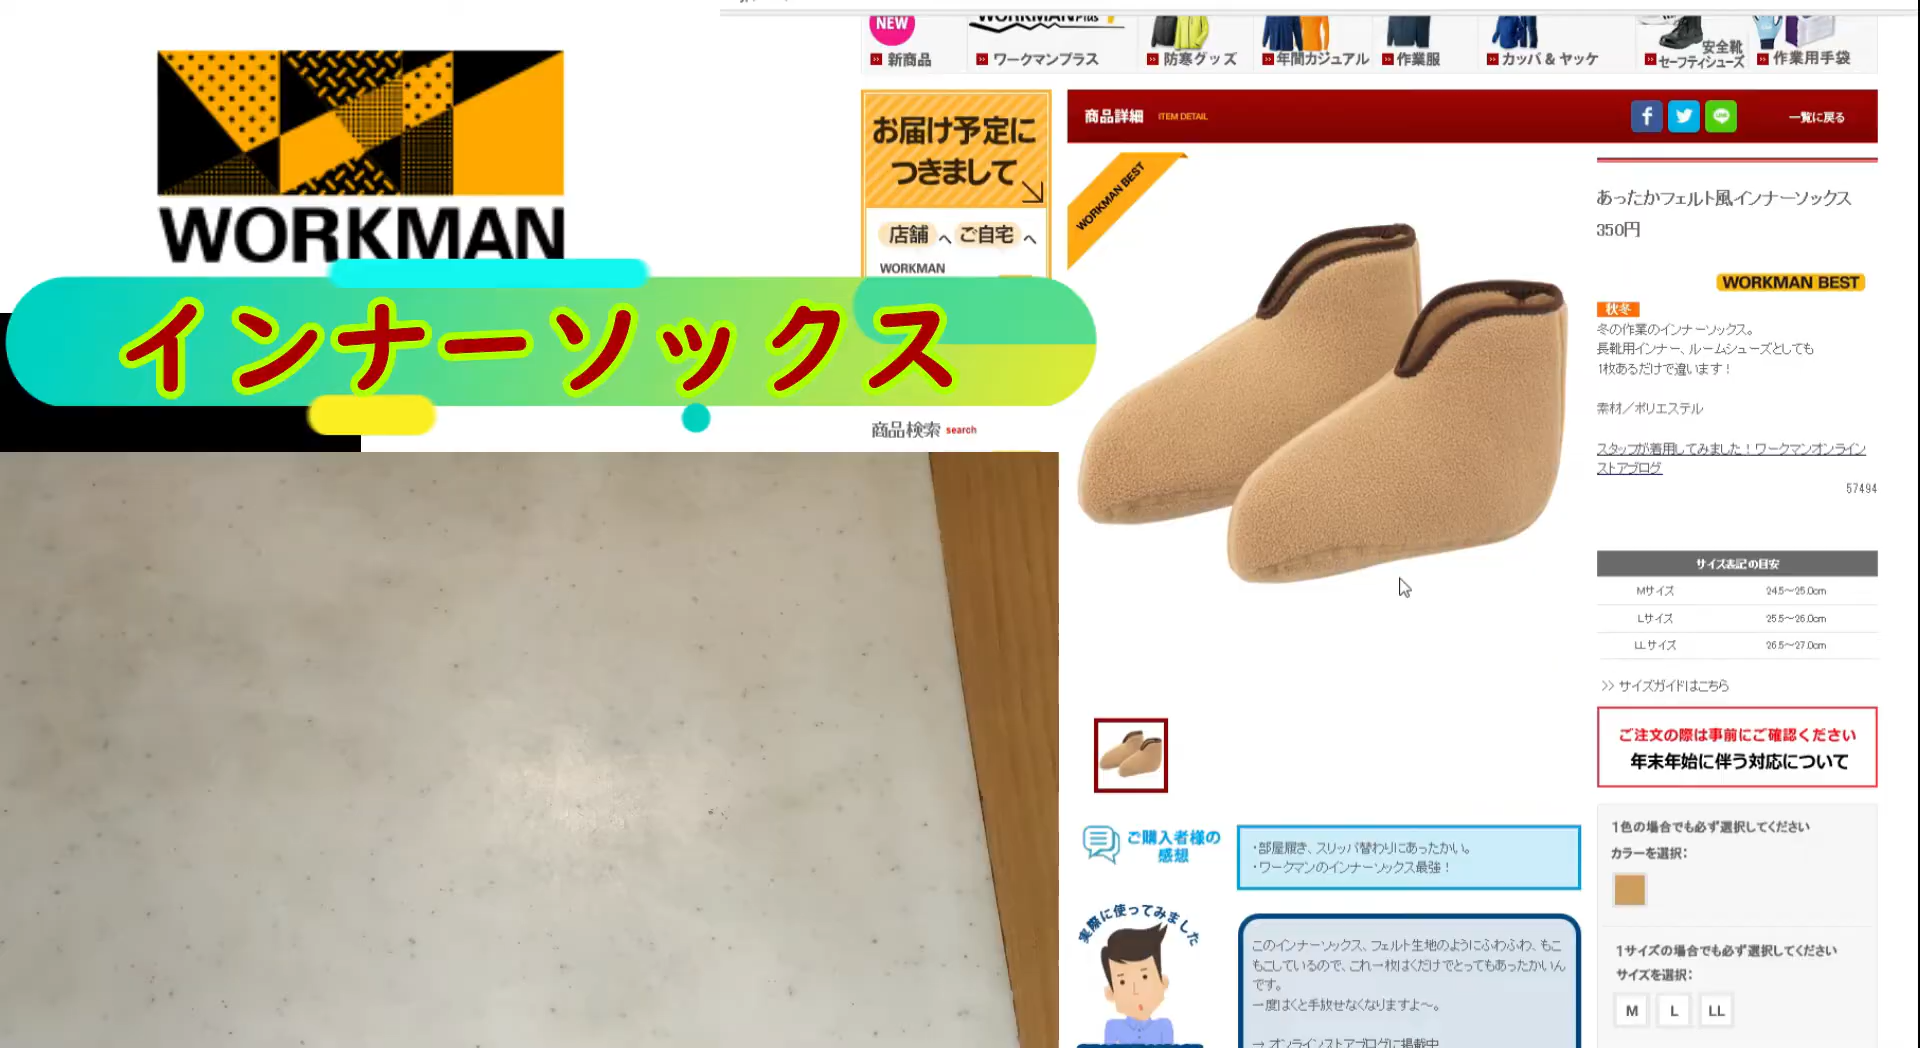 NEW
WORKMAN Plus
新商品
ワークマンプラス
防寒グッズ
年間カジュアル
作業服
カッパ & ヤッケ
安全靴
セーフティシューズ
作業用手袋
WORKMAN
インナーソックス
お届け予定に
つきまして
店舗 へ ご自宅 へ
WORKMAN
商品検索 search
商品詳細 ITEM DETAIL
一覧に戻る
WORKMAN BEST
あったかフェルト風インナーソックス
350円
WORKMAN BEST
秋冬
冬の作業のインナーソックス。
長靴用インナー、ルームシューズとしても
1枚あるだけで違います!
素材/ポリエステル
スタッフが着用してみました!ワークマンオンライン
ストアブログ
57494
サイズ表記の目安
Mサイズ 24.5~25.0cm
Lサイズ 25.5~26.0cm
LLサイズ 26.5~27.0cm
>> サイズガイドはこちら
ご注文の際は事前にご確認ください
年末年始に伴う対応について
1色の場合でも必ず選択してください
カラーを選択:
1サイズの場合でも必ず選択してください
サイズを選択:
M L LL
ご購入者様の
感想
・部屋履き、スリッパ替わりにあったかい。
・ワークマンのインナーソックス最強!
実際に使ってみました
このインナーソックス、フェルト生地のようにふわふわ、もこ
もこしているので、これ一枚はくだけでとってもあったかいん
です。
一度はくと手放せなくなりますよ~。
→ オンラインストアブログに掲載中